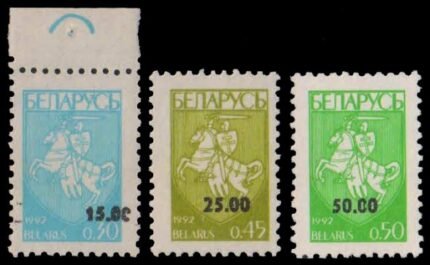 БЕЛАРУСЬ
15.00
1992
BELARUS 0.30
БЕЛАРУСЬ
25.00
1992
BELARUS 0.45
БЕЛАРУСЬ
50.00
1992
BELARUS 0.50